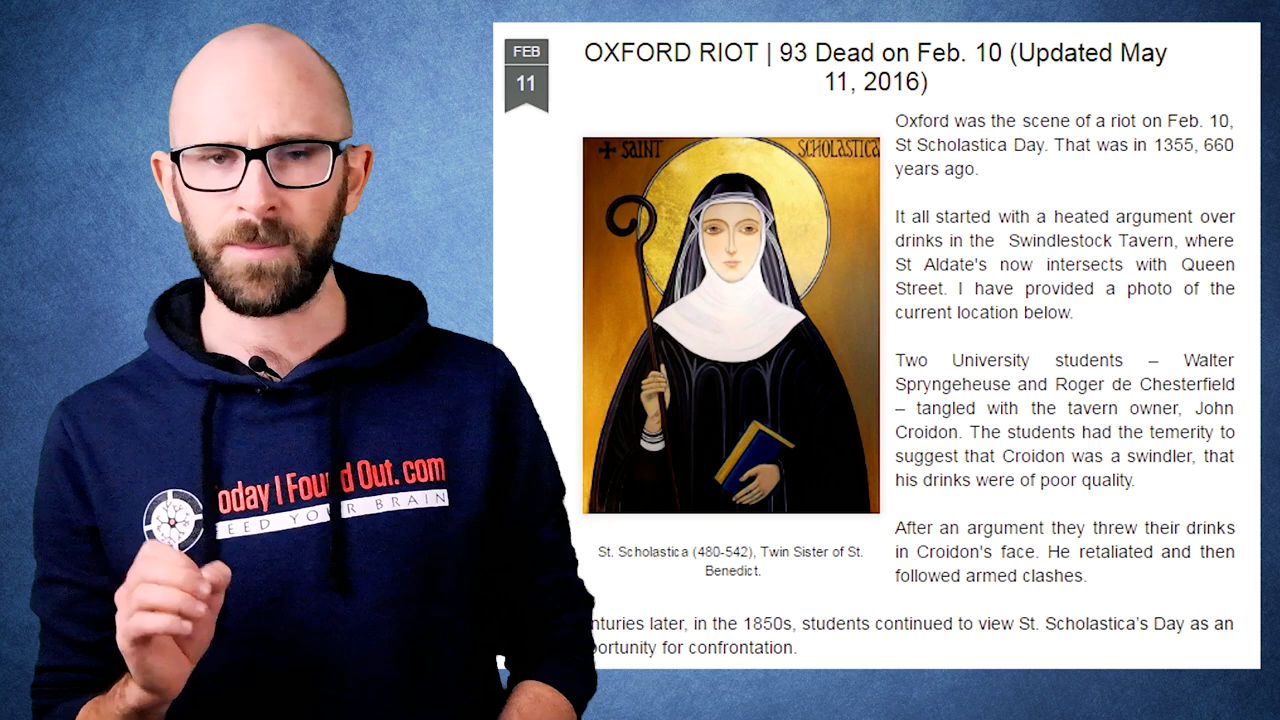 FEB
11
OXFORD RIOT | 93 Dead on Feb. 10 (Updated May
11, 2016)
SAINT SCHOLASTICA
St. Scholastica (480-542), Twin Sister of St.
Benedict.
Oxford was the scene of a riot on Feb. 10,
St Scholastica Day. That was in 1355, 660
years ago.
It all started with a heated argument over
drinks in the Swindlestock Tavern, where
St Aldate's now intersects with Queen
Street. I have provided a photo of the
current location below.
Two University students – Walter
Spryngeheuse and Roger de Chesterfield
– tangled with the tavern owner, John
Croidon. The students had the temerity to
suggest that Croidon was a swindler, that
his drinks were of poor quality.
After an argument they threw their drinks
in Croidon's face. He retaliated and then
followed armed clashes.
nturies later, in the 1850s, students continued to view St. Scholastica's Day as an
portunity for confrontation.
oday I Fou d Out.com
EED YO R BRAIN